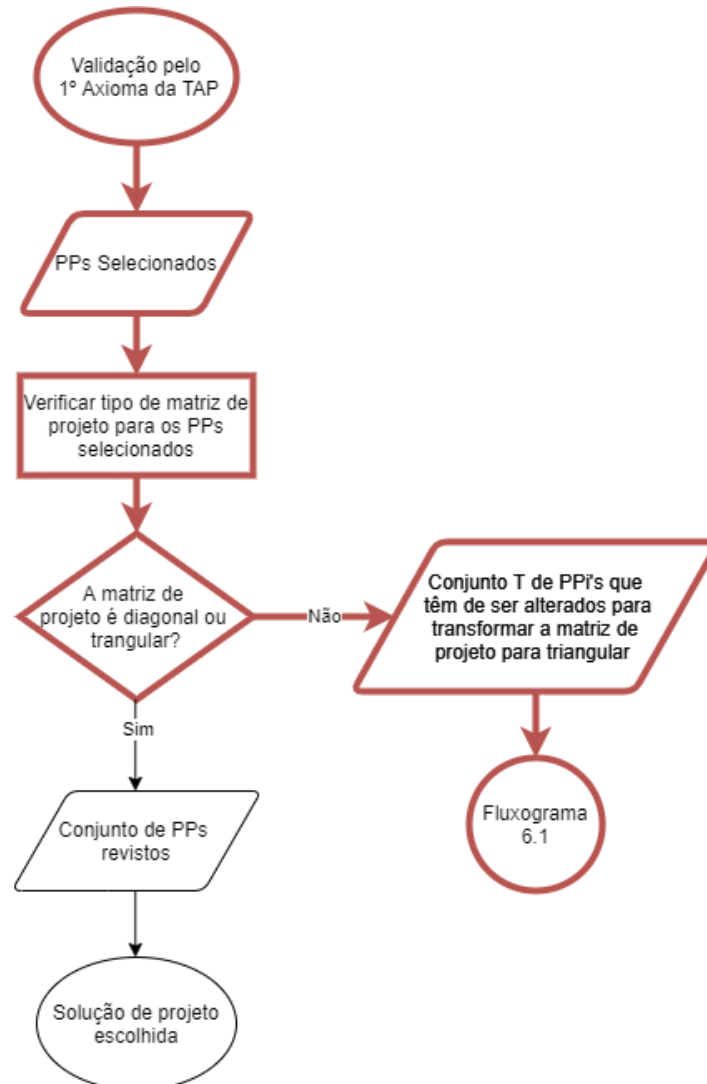 Validação pelo
1º Axioma da TAP
PPs Selecionados
Verificar tipo de matriz de
projeto para os PPs
selecionados
A matriz de
projeto é diagonal ou
trangular?
Não
Conjunto T de PPi's que
têm de ser alterados para
transformar a matriz de
projeto para triangular
Sim
Fluxograma
6.1
Conjunto de PPs
revistos
Solução de projeto
escolhida